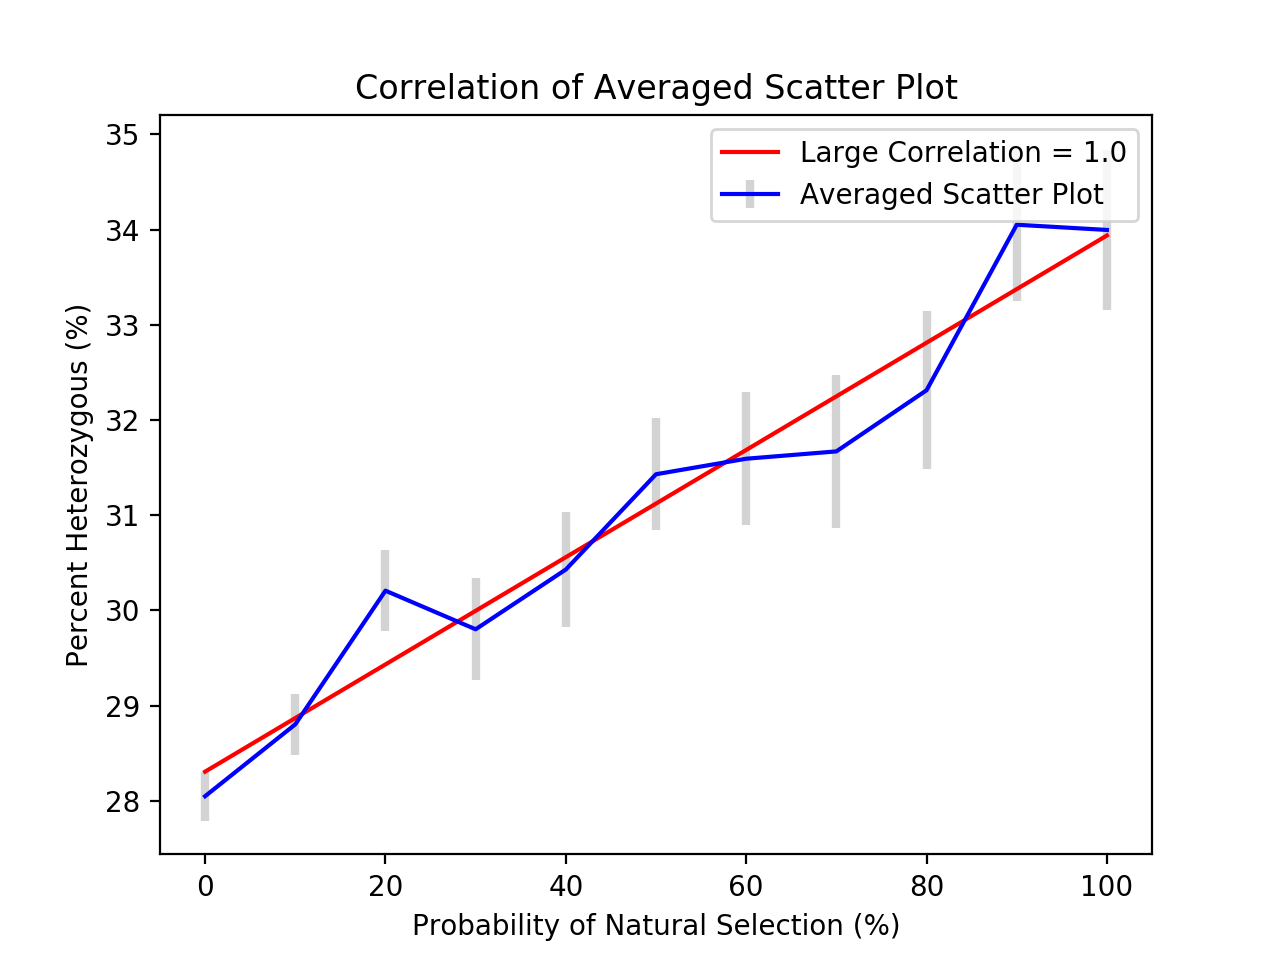 Correlation of Averaged Scatter Plot
Large Correlation = 1.0
Averaged Scatter Plot
Percent Heterozygous (%)
35
34
33
32
31
30
29
28
0 20 40 60 80 100
Probability of Natural Selection (%)